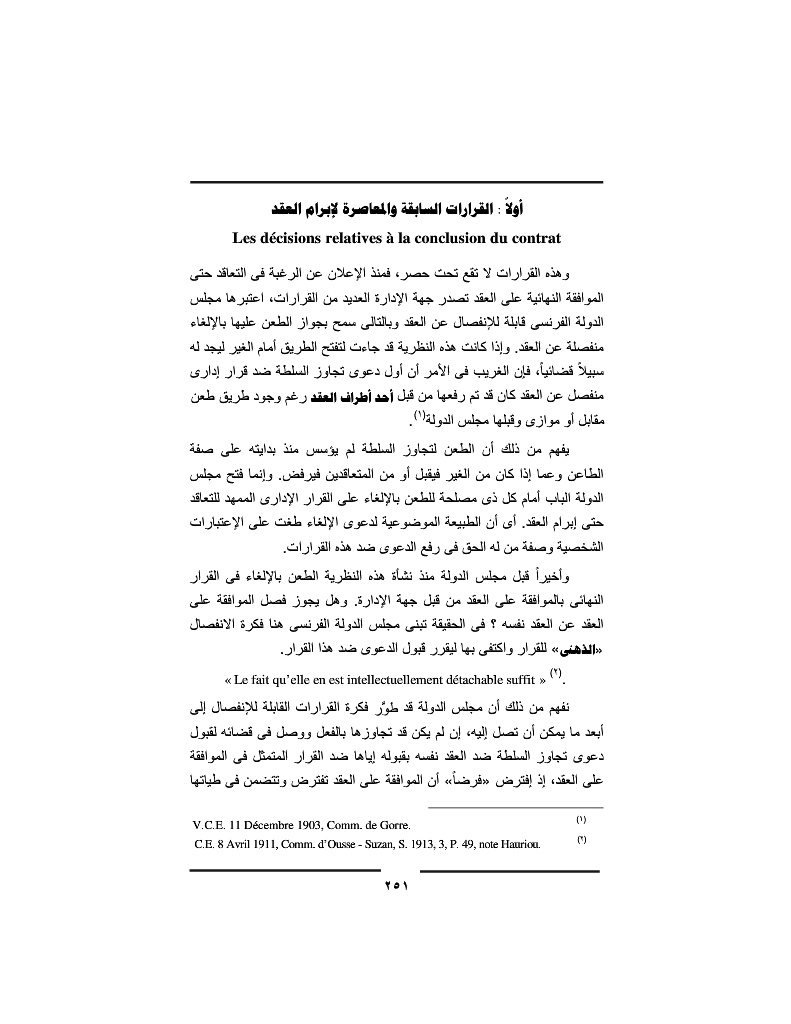 أولاً : القرارات السابقة والمعاصرة لإبرام العقد
Les décisions relatives à la conclusion du contrat
وهذه القرارات لا تقع تحت حصر، فمنذ الإعلان عن الرغبة فى التعاقد حتى
الموافقة النهائية على العقد تصدر جهة الإدارة العديد من القرارات، اعتبرها مجلس
الدولة الفرنسى قابلة للإنفصال عن العقد وبالتالى سمح بجواز الطعن عليها بالإلغاء
منفصلة عن العقد. وإذا كانت هذه النظرية قد جاءت لتفتح الطريق أمام الغير ليجد له
سبيلاً قضائياً، فإن الغريب فى الأمر أن أول دعوى تجاوز السلطة ضد قرار إدارى
منفصل عن العقد كان قد تم رفعها من قبل أحد أطراف العقد رغم وجود طريق طعن
مقابل أو موازى وقبلها مجلس الدولة(١).
يفهم من ذلك أن الطعن لتجاوز السلطة لم يؤسس منذ بدايته على صفة
الطاعن وعما إذا كان من الغير فيقبل أو من المتعاقدين فيرفض. وإنما فتح مجلس
الدولة الباب أمام كل ذى مصلحة للطعن بالإلغاء على القرار الإدارى الممهد للتعاقد
حتى إبرام العقد. أى أن الطبيعة الموضوعية لدعوى الإلغاء طغت على الإعتبارات
الشخصية وصفة من له الحق فى رفع الدعوى ضد هذه القرارات.
وأخيراً قبل مجلس الدولة منذ نشأة هذه النظرية الطعن بالإلغاء فى القرار
النهائى بالموافقة على العقد من قبل جهة الإدارة. وهل يجوز فصل الموافقة على
العقد عن العقد نفسه ؟ فى الحقيقة تبنى مجلس الدولة الفرنسى هنا فكرة الانفصال
«الذهنى» للقرار واكتفى بها ليقرر قبول الدعوى ضد هذا القرار.
« Le fait qu’elle en est intellectuellement détachable suffit » (٢).
نفهم من ذلك أن مجلس الدولة قد طوَّر فكرة القرارات القابلة للإنفصال إلى
أبعد ما يمكن أن تصل إليه، إن لم يكن قد تجاوزها بالفعل ووصل فى قضائه لقبول
دعوى تجاوز السلطة ضد العقد نفسه بقبوله إياها ضد القرار المتمثل فى الموافقة
على العقد، إذ إفترض «فرضاً» أن الموافقة على العقد تفترض وتتضمن فى طياتها
V.C.E. 11 Décembre 1903, Comm. de Gorre. (١)
C.E. 8 Avril 1911, Comm. d’Ousse - Suzan, S. 1913, 3, P. 49, note Hauriou. (٢)
٢٥١